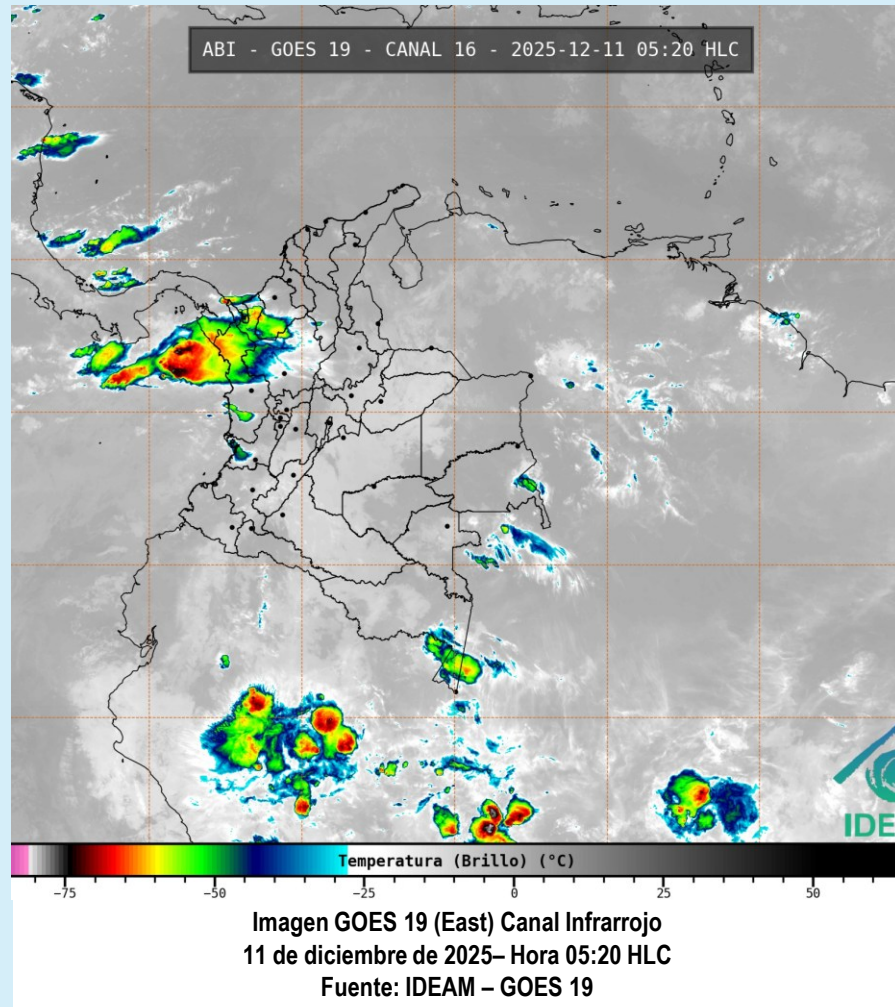 ABI - GOES 19 - CANAL 16 - 2025-12-11 05:20 HLC
IDE
Temperatura (Brillo) (°C)
−75 −50 −25 0 25 50
Imagen GOES 19 (East) Canal Infrarrojo
11 de diciembre de 2025– Hora 05:20 HLC
Fuente: IDEAM – GOES 19